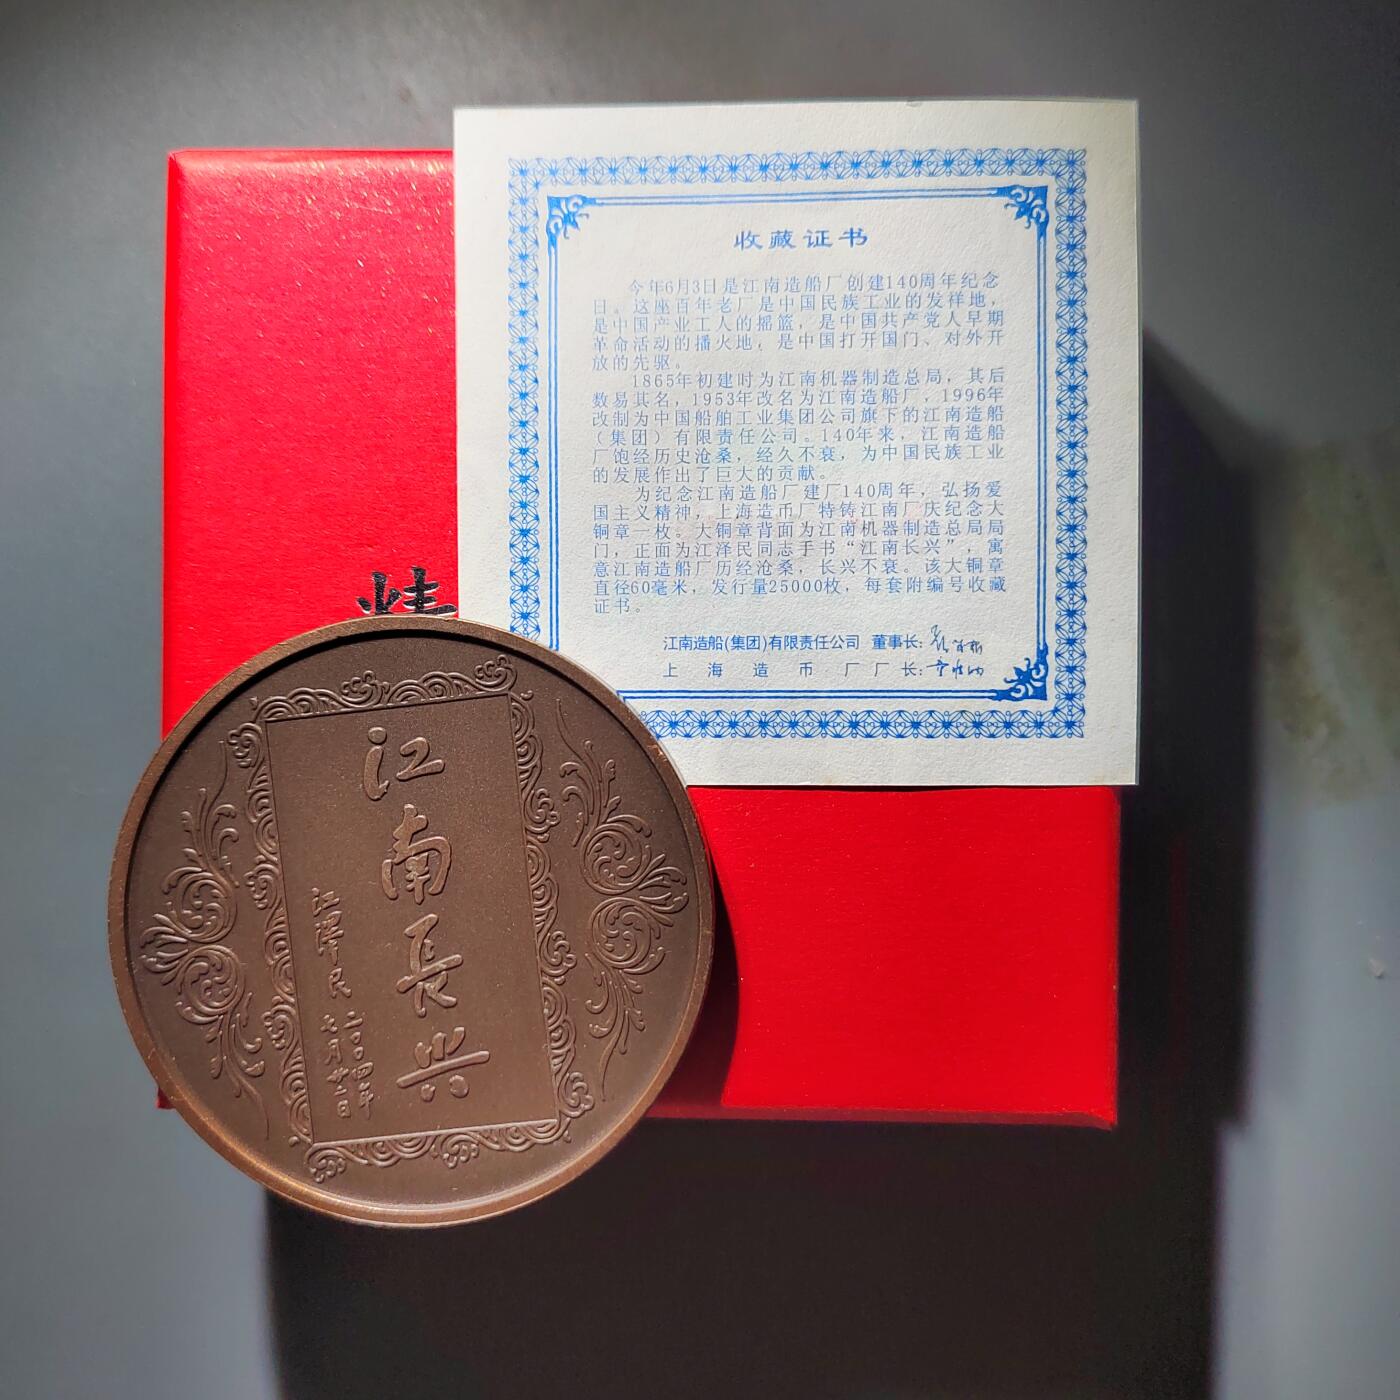 收藏证书
今年6月3日是江南造船厂创建140周年纪念
日。这座百年老厂是中国民族工业的发祥地，
是中国产业工人的摇篮，是中国共产党人早期
革命活动的播火地，是中国打开国门、对外开
放的先驱。
1865年初建时为江南机器制造总局，其后
数易其名，1953年改名为江南造船厂，1996年
改制为中国船舶工业集团公司旗下的江南造船
（集团）有限责任公司。140年来，江南造船
厂饱经历史沧桑，经久不衰，为中国民族工业
的发展作出了巨大的贡献。
为纪念江南造船厂建厂140周年，弘扬爱
国主义精神，上海造币厂特铸江南厂庆纪念大
铜章一枚。大铜章背面为江南机器制造总局局
门，正面为江泽民同志手书“江南长兴”，寓
意江南造船厂历经沧桑，长兴不衰。该大铜章
直径60毫米，发行量25000枚，每套附编号收藏
证书。
江南造船(集团)有限责任公司 董事长:
上海造币厂厂长:
精
江南長兴
江澤民
二〇〇四年
七月廿二日